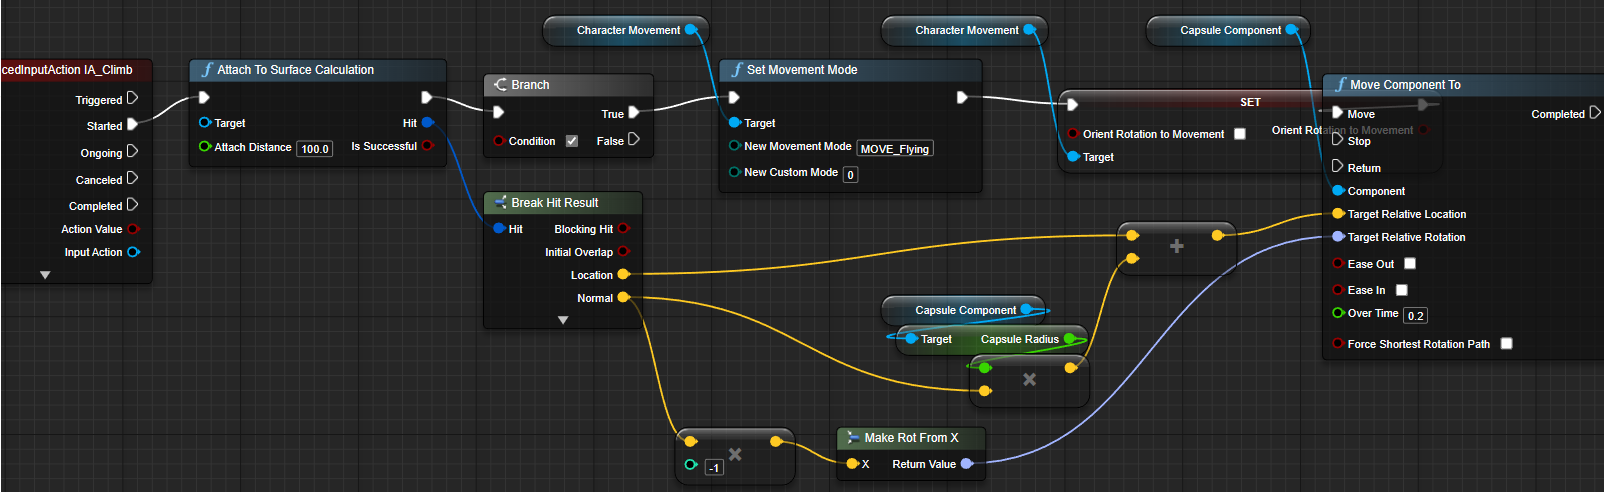 Character Movement
Character Movement
Capsule Component
cedInputAction IA_Climb
Triggered
Started
Ongoing
Canceled
Completed
Action Value
Input Action
Attach To Surface Calculation
Target
Hit
Attach Distance 100.0
Is Successful
Branch
True
Condition
False
Set Movement Mode
Target
New Movement Mode MOVE_Flying
New Custom Mode 0
SET
Orient Rotation to Movement
Orient Rotation to Movement
Target
Move Component To
Move
Completed
Stop
Return
Component
Target Relative Location
Target Relative Rotation
Ease Out
Ease In
Over Time 0.2
Force Shortest Rotation Path
Break Hit Result
Hit
Blocking Hit
Initial Overlap
Location
Normal
Capsule Component
Target
Capsule Radius
-1
Make Rot From X
X
Return Value